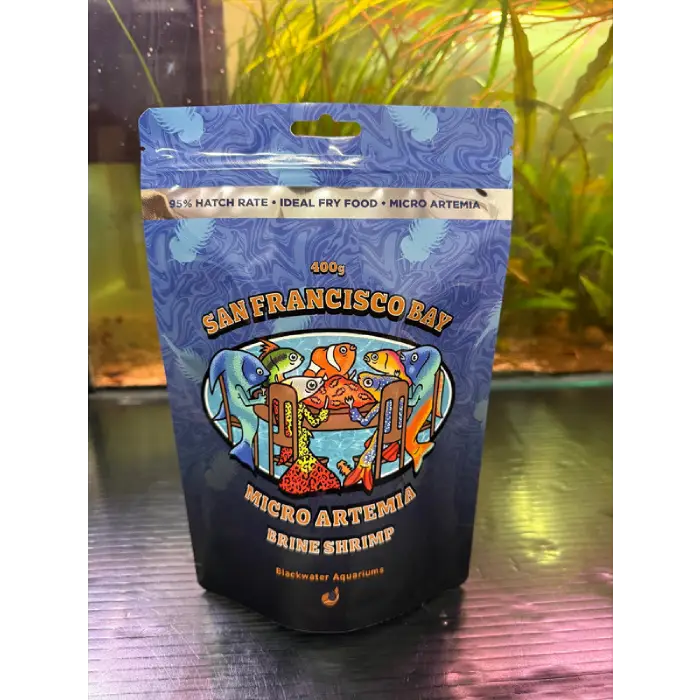 95% HATCH RATE • IDEAL FRY FOOD • MICRO ARTEMIA
400g
SAN FRANCISCO BAY
MICRO ARTEMIA
BRINE SHRIMP
Blackwater Aquariums